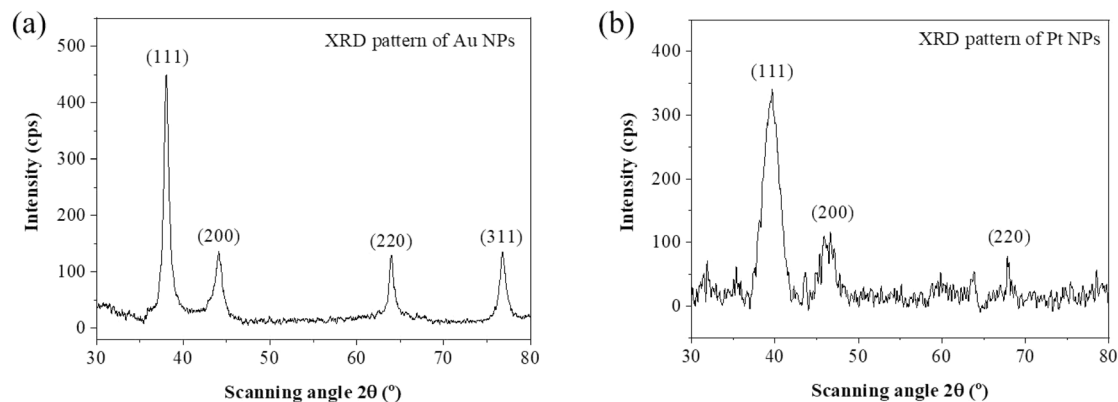 (a)
XRD pattern of Au NPs
(111)
(200)
(220)
(311)
500
400
300
200
100
0
Intensity (cps)
30 40 50 60 70 80
Scanning angle 2θ (º)
(b)
XRD pattern of Pt NPs
(111)
(200)
(220)
400
300
200
100
0
Intensity (cps)
30 40 50 60 70 80
Scanning angle 2θ (º)